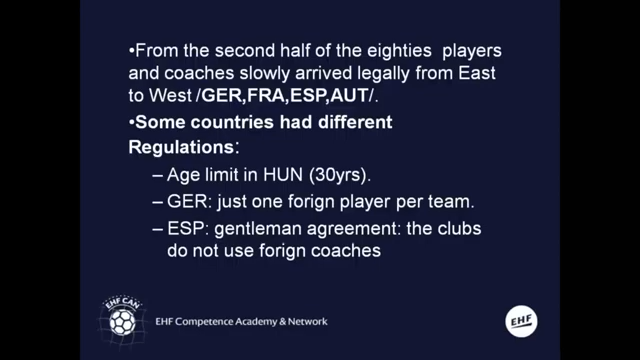 •From the second half of the eighties players
and coaches slowly arrived legally from East
to West /GER,FRA,ESP,AUT/.
•Some countries had different
Regulations:
– Age limit in HUN (30yrs).
– GER: just one forign player per team.
– ESP: gentleman agreement: the clubs
do not use forign coaches
EHF CAN
EHF Competence Academy & Network
EHF